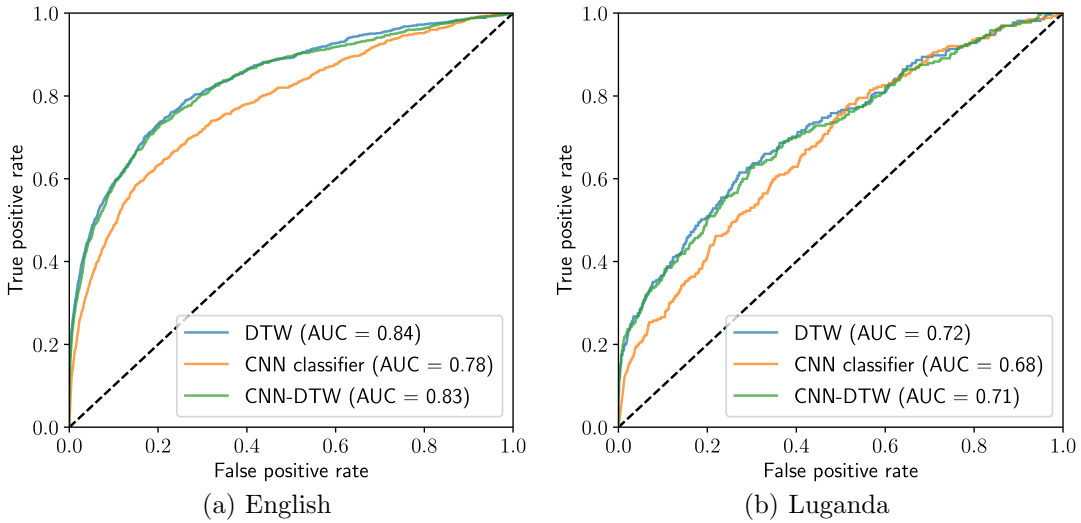 1.0
0.8
0.6
0.4
0.2
0.0
True positive rate
DTW (AUC = 0.84)
CNN classifier (AUC = 0.78)
CNN-DTW (AUC = 0.83)
0.0 0.2 0.4 0.6 0.8 1.0
False positive rate
(a) English
1.0
0.8
0.6
0.4
0.2
0.0
True positive rate
DTW (AUC = 0.72)
CNN classifier (AUC = 0.68)
CNN-DTW (AUC = 0.71)
0.0 0.2 0.4 0.6 0.8 1.0
False positive rate
(b) Luganda